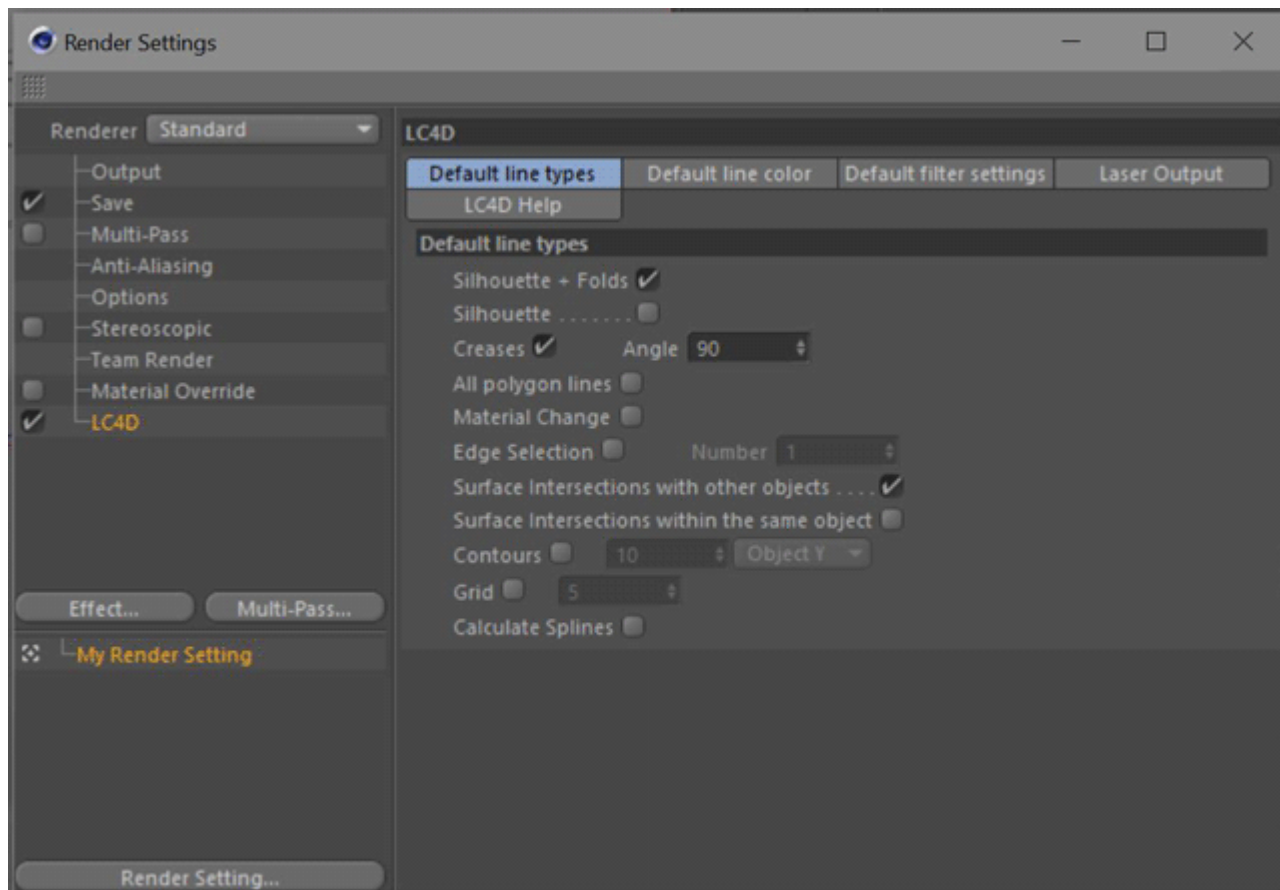 Render Settings
Renderer Standard
Output
Save
Multi-Pass
Anti-Aliasing
Options
Stereoscopic
Team Render
Material Override
LC4D
Effect... Multi-Pass...
My Render Setting
Render Setting...
LC4D
Default line types Default line color Default filter settings Laser Output
LC4D Help
Default line types
Silhouette + Folds
Silhouette . . . . . . .
Creases Angle 90
All polygon lines
Material Change
Edge Selection Number 1
Surface Intersections with other objects . . . .
Surface Intersections within the same object
Contours 10 Object Y
Grid 5
Calculate Splines